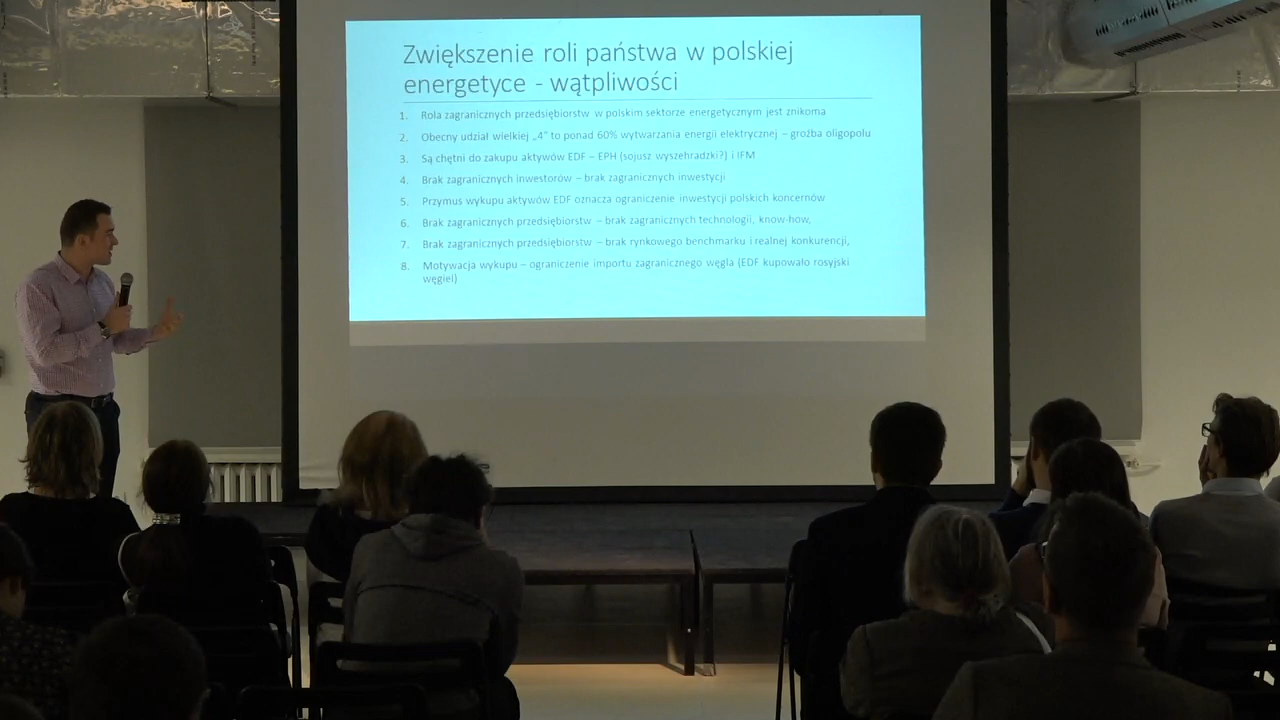 Zwiększenie roli państwa w polskiej
energetyce - wątpliwości
1. Rola zagranicznych przedsiębiorstw w polskim sektorze energetycznym jest znikoma
2. Obecny udział wielkiej „4” to ponad 60% wytwarzania energii elektrycznej – groźba oligopolu
3. Są chętni do zakupu aktywów EDF – EPH (sojusz wyszehradzki?) i IFM
4. Brak zagranicznych inwestorów – brak zagranicznych inwestycji
5. Przymus wykupu aktywów EDF oznacza ograniczenie inwestycji polskich koncernów
6. Brak zagranicznych przedsiębiorstw – brak zagranicznych technologii, know-how,
7. Brak zagranicznych przedsiębiorstw – brak rynkowego benchmarku i realnej konkurencji,
8. Motywacja wykupu – ograniczenie importu zagranicznego węgla (EDF kupowało rosyjski
węgiel)